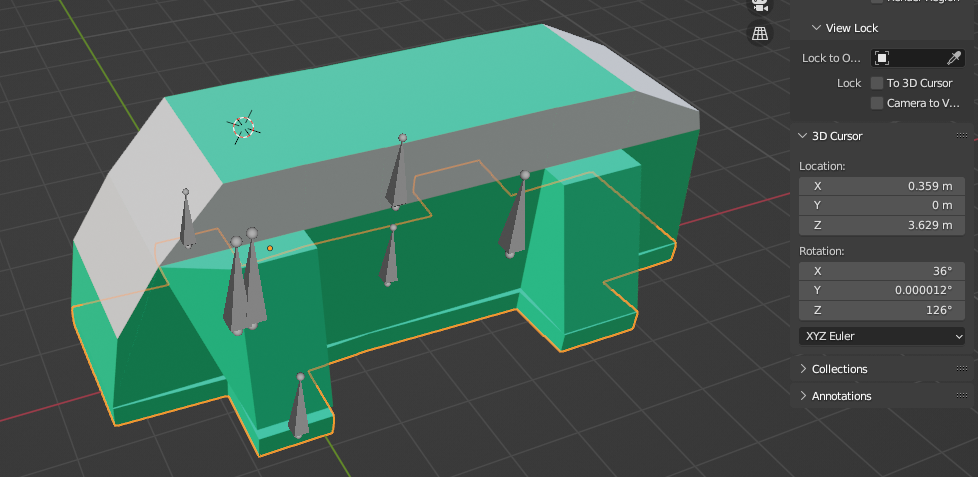 View Lock
Lock to O...
Lock
To 3D Cursor
Camera to V...
3D Cursor
Location:
X 0.359 m
Y 0 m
Z 3.629 m
Rotation:
X 36°
Y 0.000012°
Z 126°
XYZ Euler
Collections
Annotations